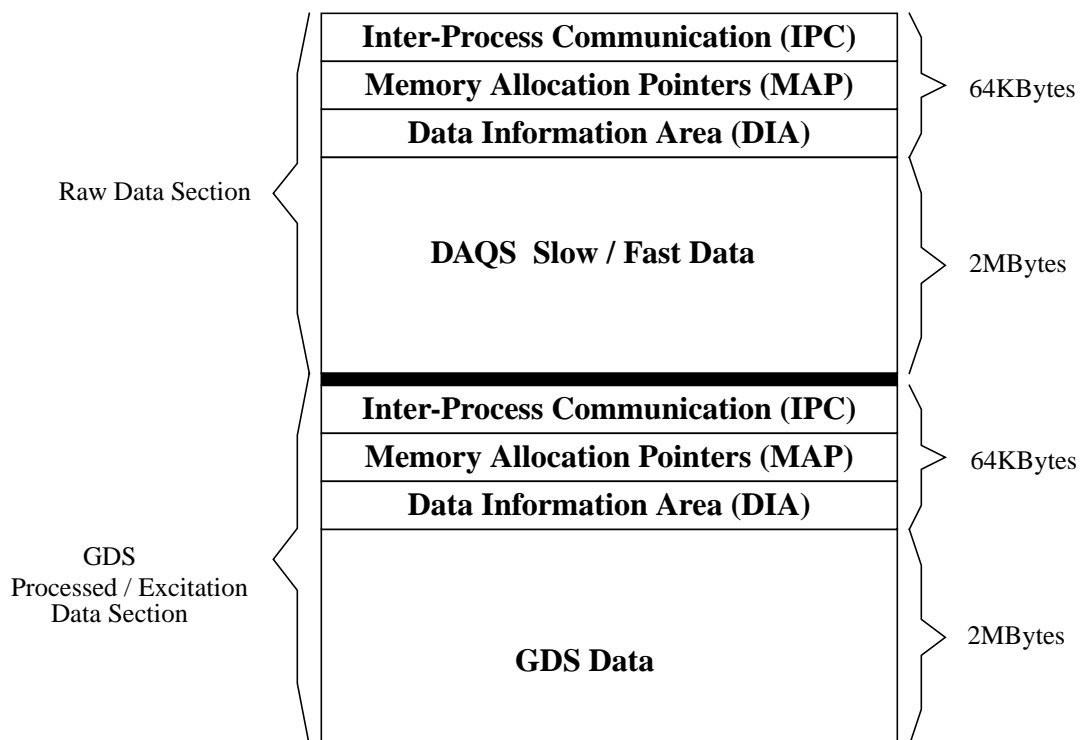 Inter-Process Communication (IPC)
Memory Allocation Pointers (MAP)
64KBytes
Data Information Area (DIA)
Raw Data Section
DAQS Slow / Fast Data
2MBytes
Inter-Process Communication (IPC)
Memory Allocation Pointers (MAP)
64KBytes
Data Information Area (DIA)
GDS
Processed / Excitation
Data Section
2MBytes
GDS Data